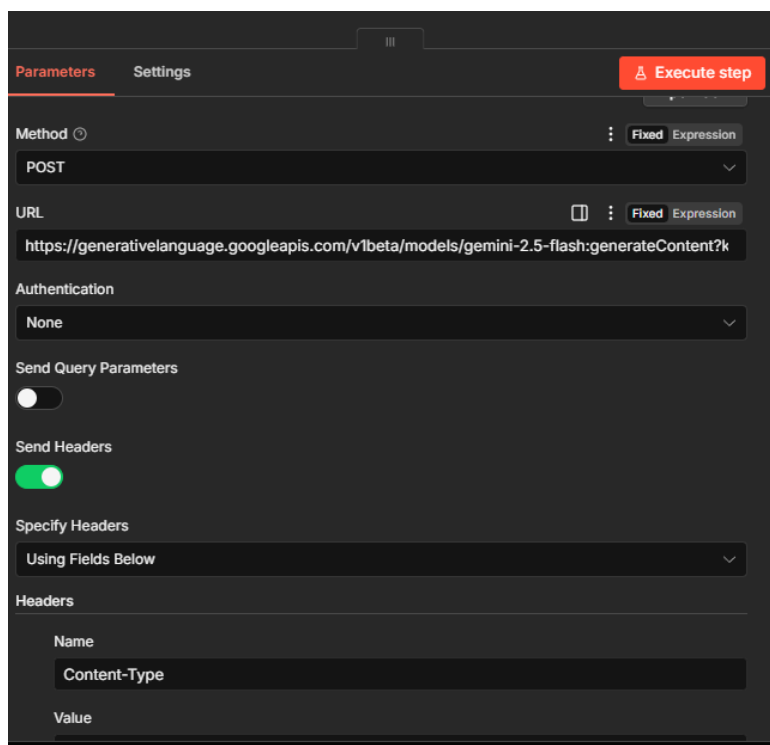 Parameters Settings Execute step
Method Fixed Expression
POST
URL Fixed Expression
https://generativelanguage.googleapis.com/v1beta/models/gemini-2.5-flash:generateContent?k
Authentication
None
Send Query Parameters
Send Headers
Specify Headers
Using Fields Below
Headers
Name
Content-Type
Value